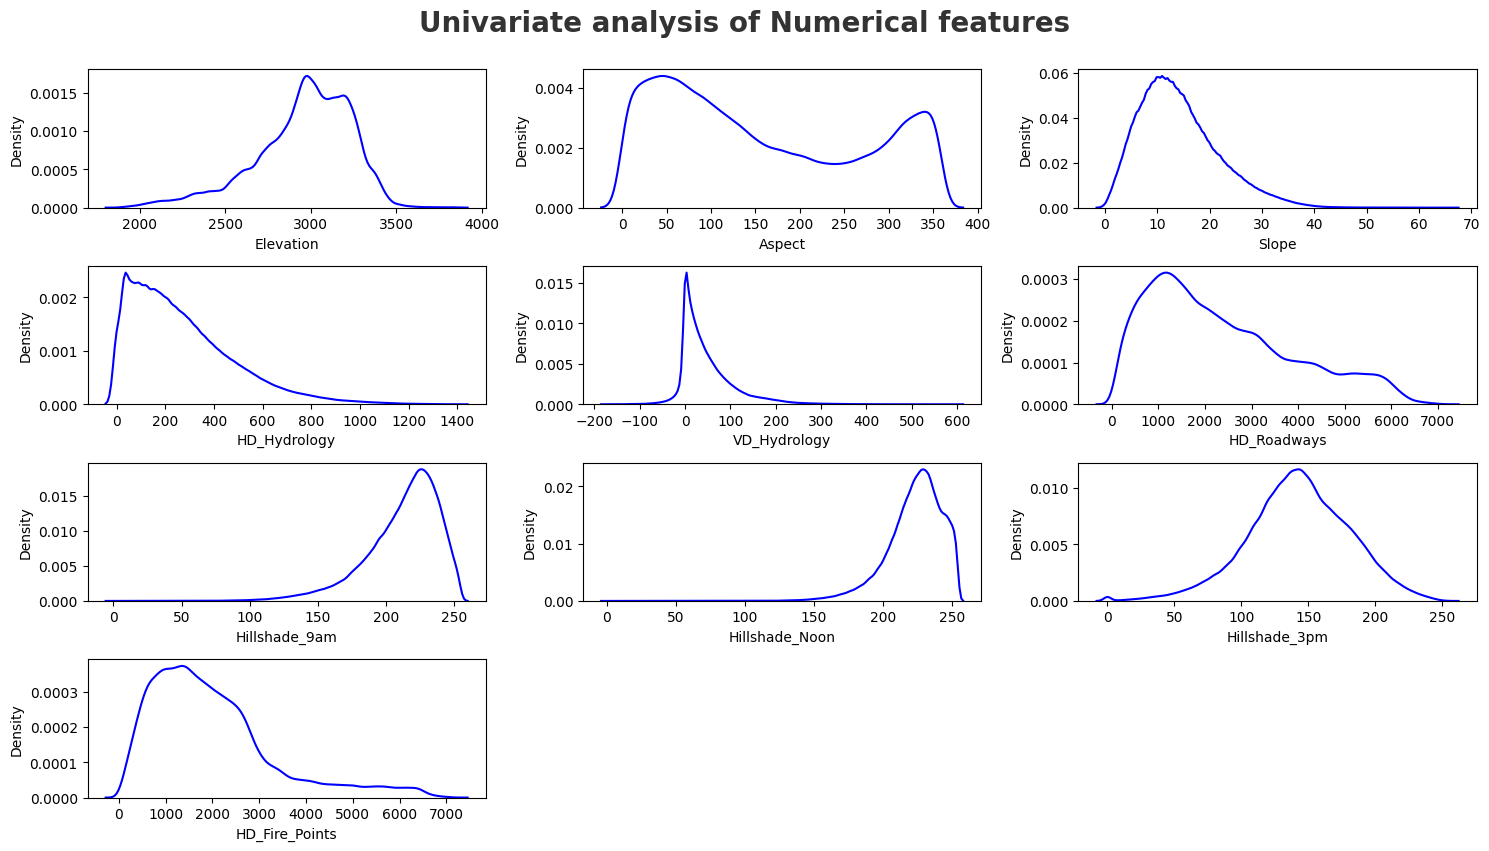 Univariate analysis of Numerical features
0.0015
0.0010
0.0005
0.0000
Density
2000 2500 3000 3500 4000
Elevation
0.004
0.002
0.000
Density
0 50 100 150 200 250 300 350 400
Aspect
0.06
0.04
0.02
0.00
Density
0 10 20 30 40 50 60 70
Slope
0.002
0.001
0.000
Density
0 200 400 600 800 1000 1200 1400
HD_Hydrology
0.015
0.010
0.005
0.000
Density
−200 −100 0 100 200 300 400 500 600
VD_Hydrology
0.0003
0.0002
0.0001
0.0000
Density
0 1000 2000 3000 4000 5000 6000 7000
HD_Roadways
0.015
0.010
0.005
0.000
Density
0 50 100 150 200 250
Hillshade_9am
0.02
0.01
0.00
Density
0 50 100 150 200 250
Hillshade_Noon
0.010
0.005
0.000
Density
0 50 100 150 200 250
Hillshade_3pm
0.0003
0.0002
0.0001
0.0000
Density
0 1000 2000 3000 4000 5000 6000 7000
HD_Fire_Points